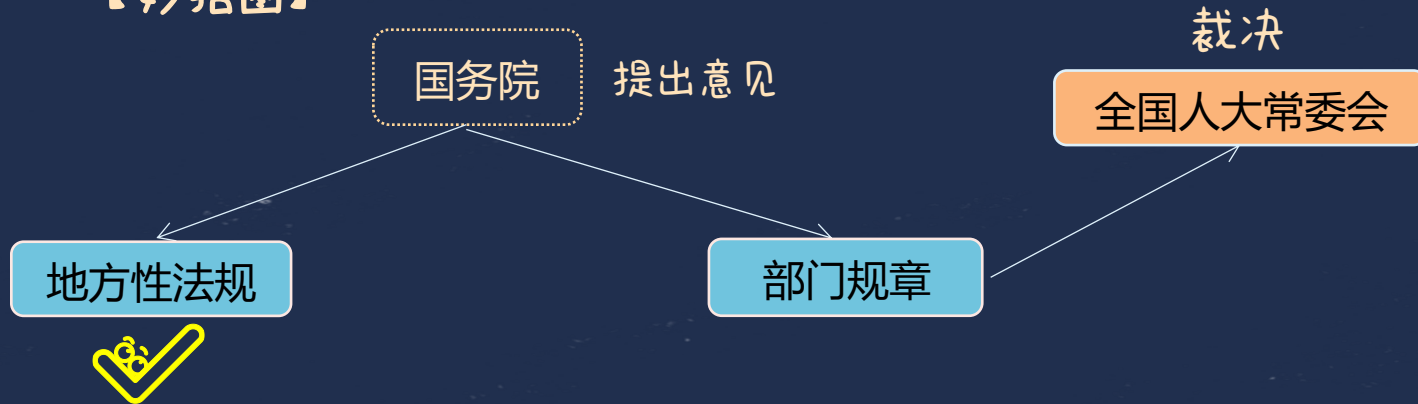 国务院
提出意见
裁决
全国人大常委会
地方性法规
部门规章